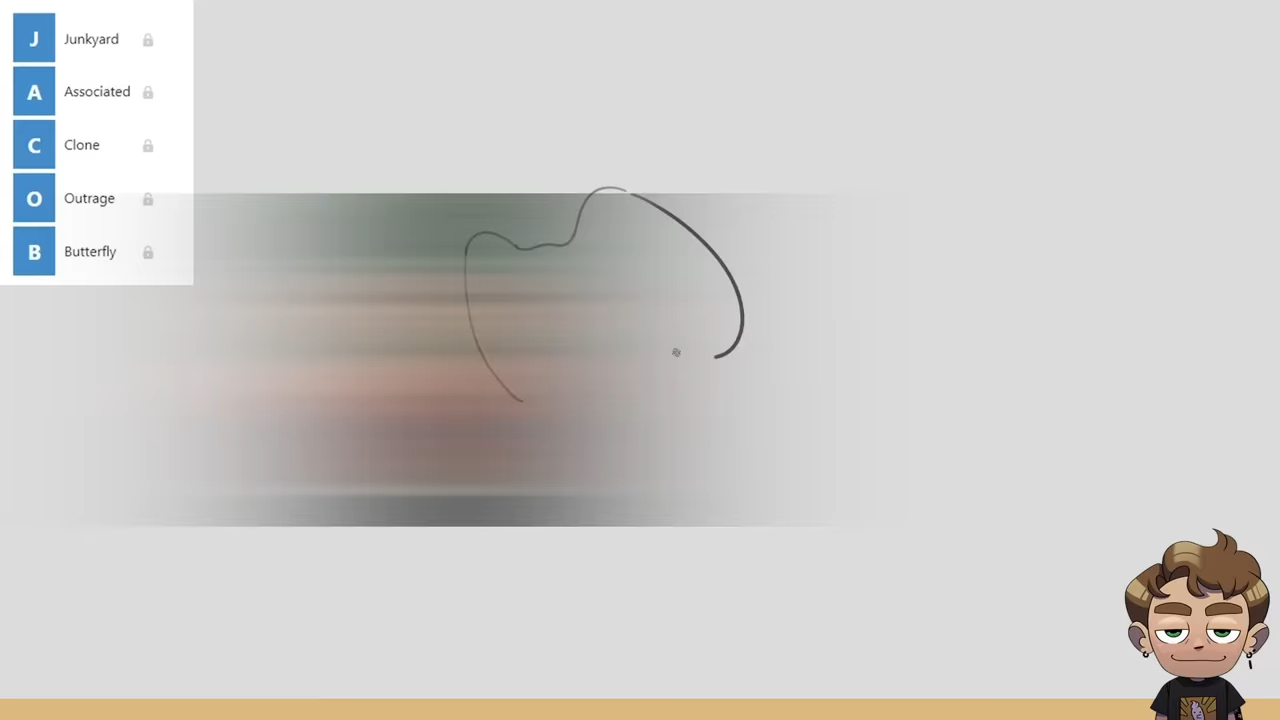 J Junkyard
A Associated
C Clone
O Outrage
B Butterfly